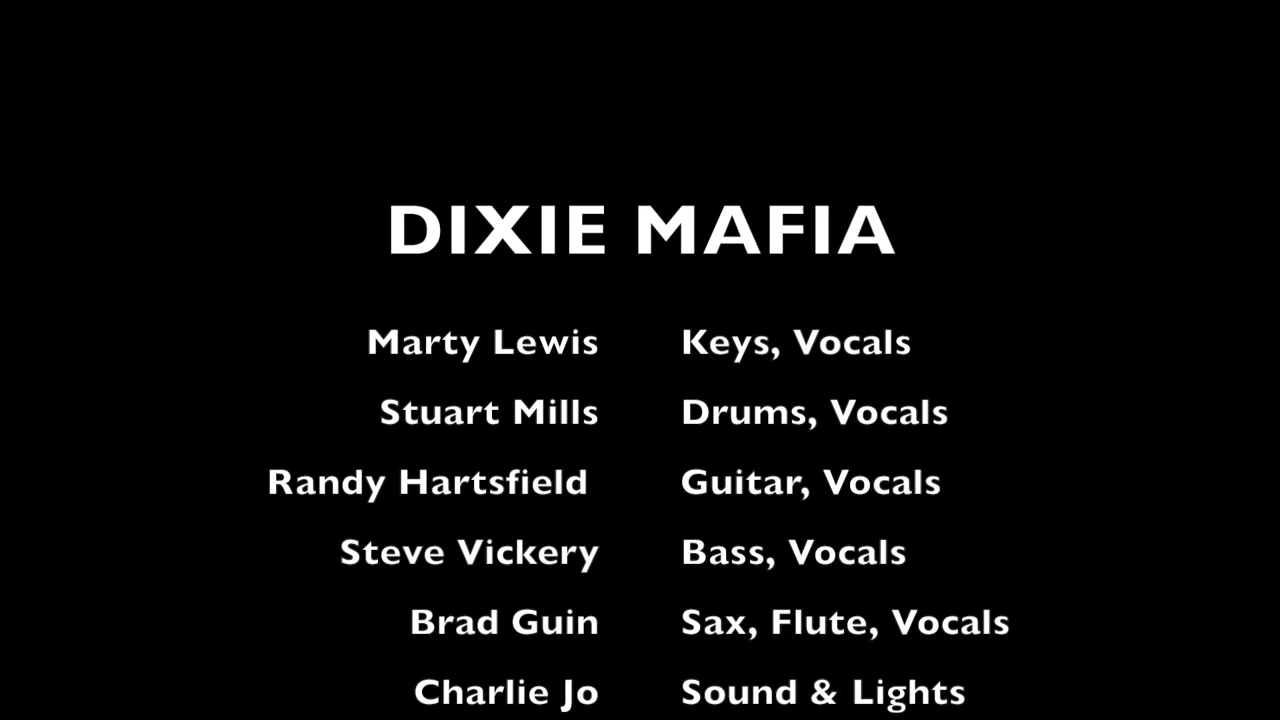 DIXIE MAFIA
Marty Lewis Keys, Vocals
Stuart Mills Drums, Vocals
Randy Hartsfield Guitar, Vocals
Steve Vickery Bass, Vocals
Brad Guin Sax, Flute, Vocals
Charlie Jo Sound & Lights